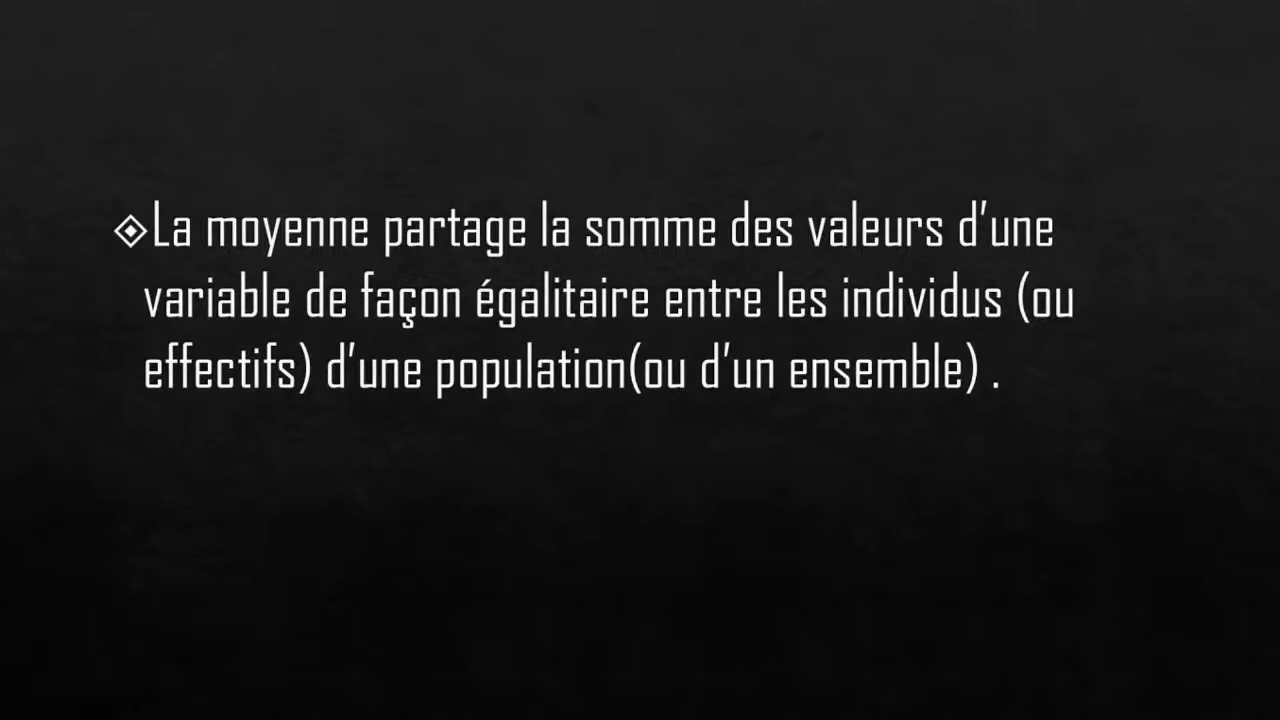 ◈La moyenne partage la somme des valeurs d’une
variable de façon égalitaire entre les individus (ou
effectifs) d’une population(ou d’un ensemble) .